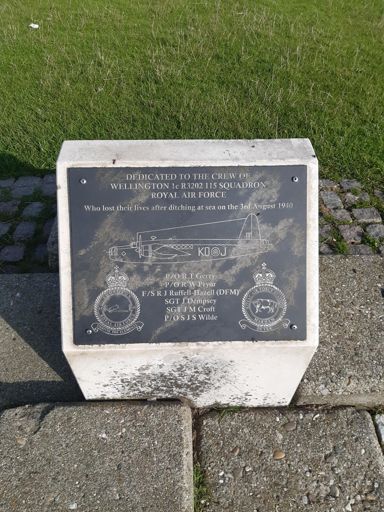 DEDICATED TO THE CREW OF
WELLINGTON 1c R3202 115 SQUADRON
ROYAL AIR FORCE
Who lost their lives after ditching at sea on the 3rd August 1940
KO J
P/O R T Gerry
P/O R W Pryor
F/S R J Ruffell-Hazell (DFM)
SGT J Dempsey
SGT J M Croft
P/O S J S Wilde